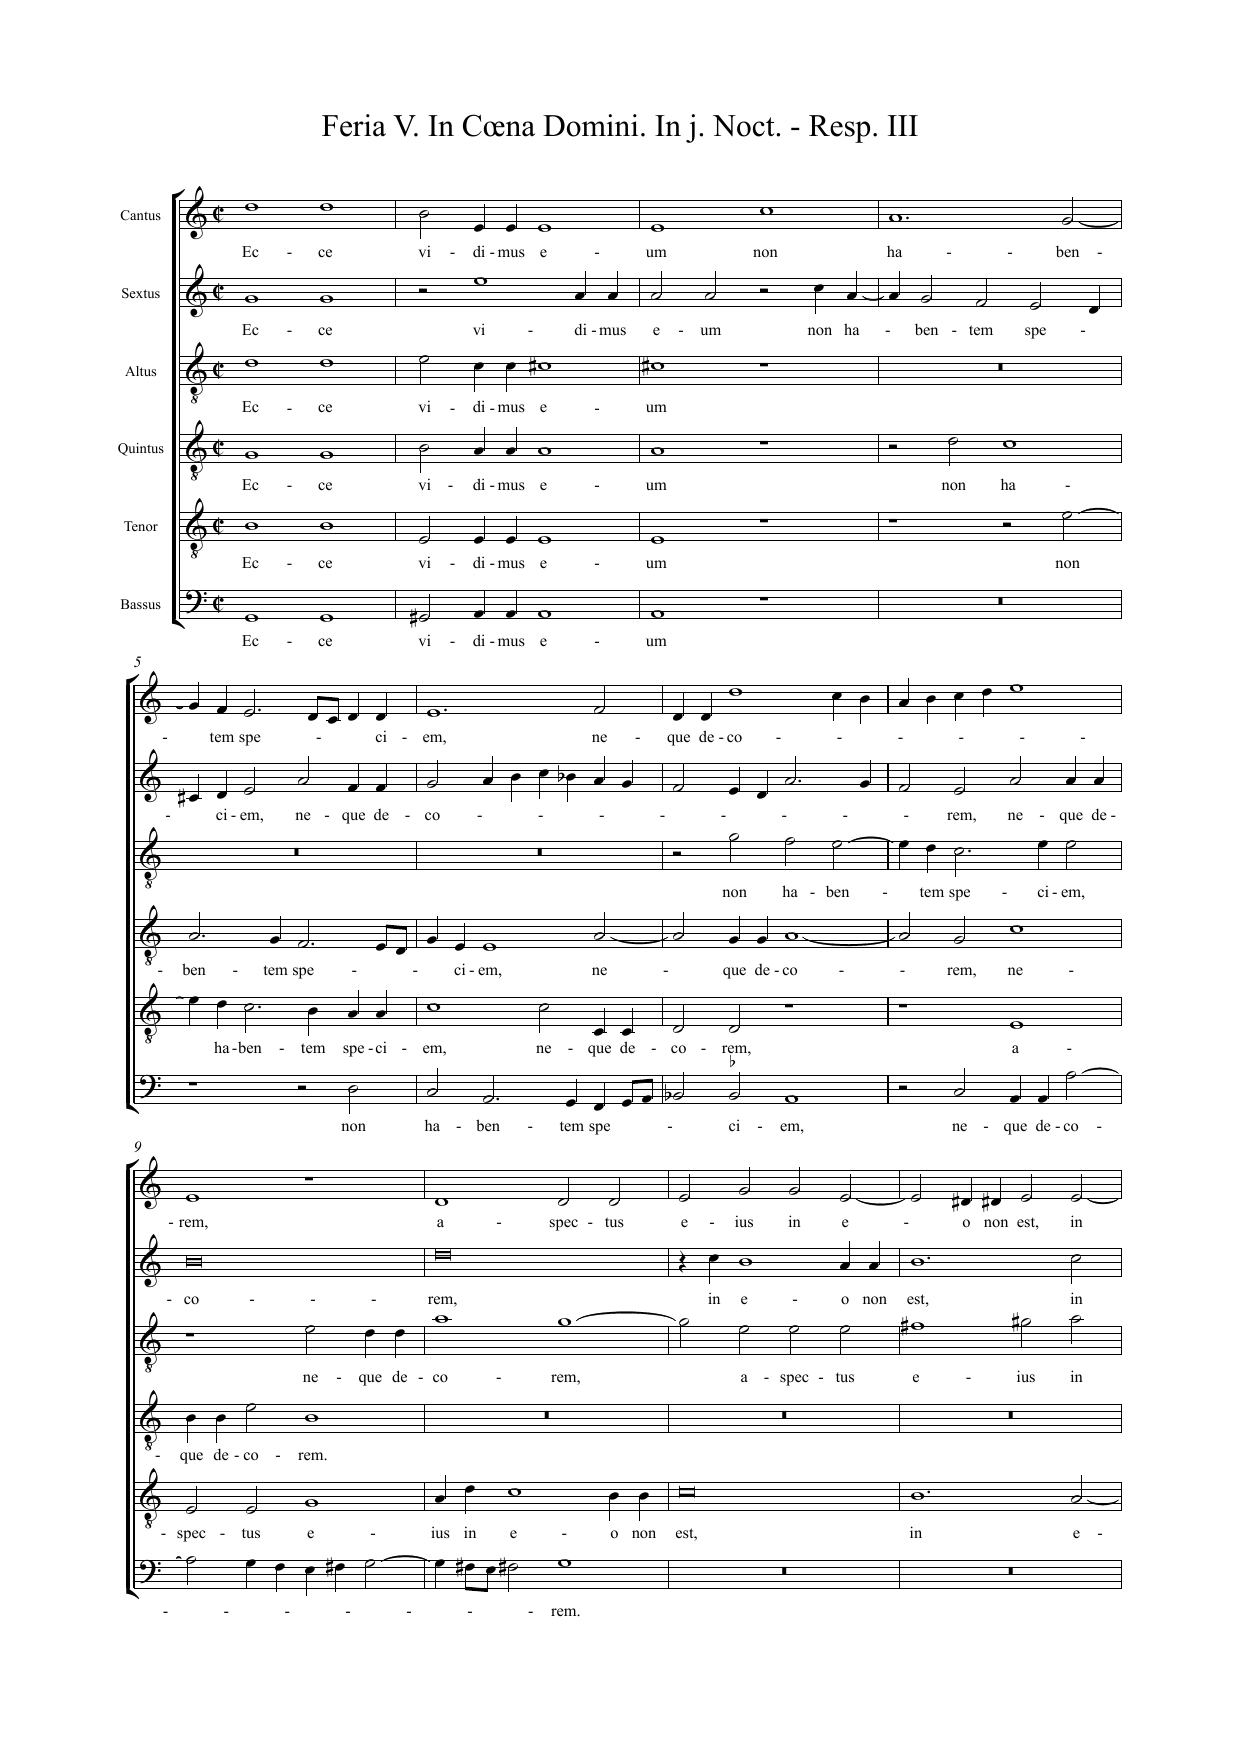 Feria V. In Cœna Domini. In j. Noct. - Resp. III
Cantus
Ec - ce vi - di - mus e - um non ha - - ben -
Sextus
Ec - ce vi - di - mus e - um non ha - ben - tem spe -
Altus
Ec - ce vi - di - mus e - um
Quintus
Ec - ce vi - di - mus e - um non ha -
Tenor
Ec - ce vi - di - mus e - um non
Bassus
Ec - ce vi - di - mus e - um
5
- tem spe - - ci - em, ne - que de - co - - - - - -
- ci - em, ne - que de - co - - - - - - - - rem, ne - que de -
non ha - ben - tem spe - ci - em,
- ben - tem spe - - ci - em, ne - que de - co - - rem, ne -
ha - ben - tem spe - ci - em, ne - que de - co - rem, a -
non ha - ben - tem spe - - ci - em, ne - que de - co -
9
- rem, a - spec - tus e - ius in e - o non est, in
- co - - - rem, in e - o non est, in
ne - que de - co - rem, a - spec - tus e - ius in
- que de - co - rem.
- spec - tus e - ius in e - o non est, in e -
- - - - - - - rem.